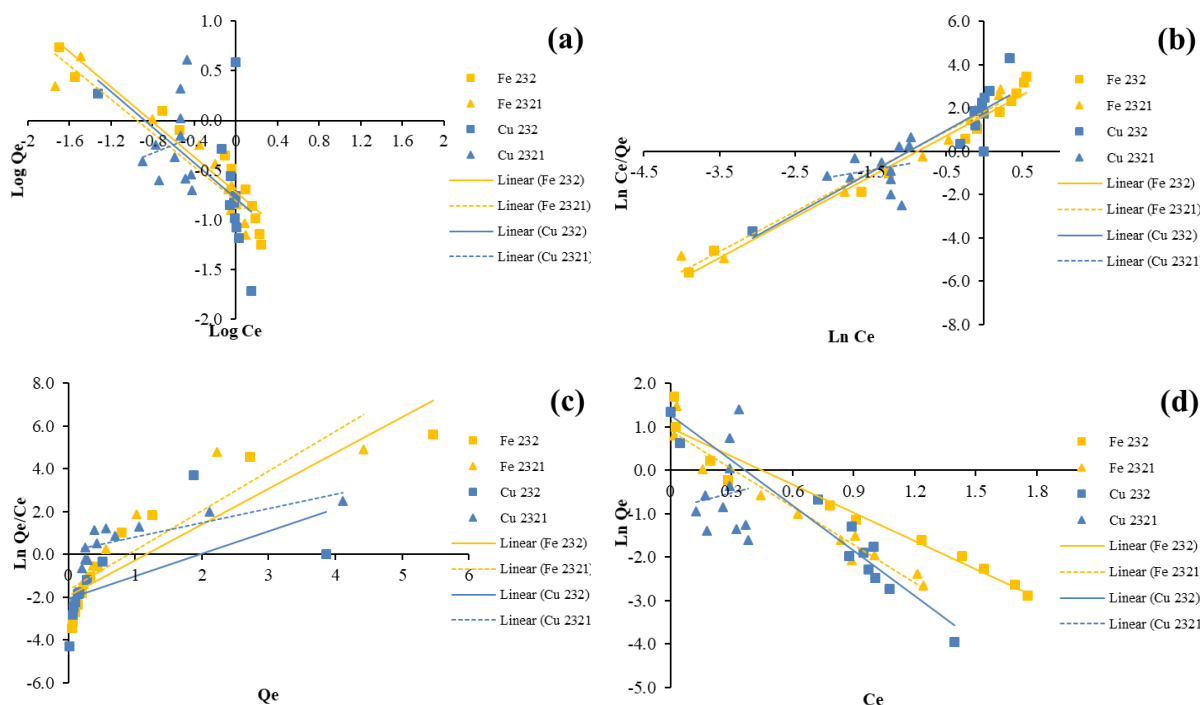 (a)
1.0
0.5
0.0
-2
-1.6
-1.2
-0.8
-0.4
0
0.4
0.8
1.2
-0.5
-1.0
-1.5
-2.0
Log Qe
Log Ce
Fe 232
Fe 2321
Cu 232
Cu 2321
Linear (Fe 232)
Linear (Fe 2321)
Linear (Cu 232)
Linear (Cu 2321)
(b)
6.0
4.0
2.0
0.0
-4.5
-3.5
-2.5
-1.5
-0.5
0.5
-2.0
-4.0
-6.0
-8.0
Ln Ce/Qe
Ln Ce
Fe 232
Fe 2321
Cu 232
Cu 2321
Linear (Fe 232)
Linear (Fe 2321)
Linear (Cu 232)
Linear (Cu 2321)
(c)
8.0
6.0
4.0
2.0
0.0
-2.0
-4.0
-6.0
0
1
2
3
4
5
6
Ln Qe/Ce
Qe
Fe 232
Fe 2321
Cu 232
Cu 2321
Linear (Fe 232)
Linear (Fe 2321)
Linear (Cu 232)
Linear (Cu 2321)
(d)
2.0
1.0
0.0
-1.0
-2.0
-3.0
-4.0
-5.0
0
0.3
0.6
0.9
1.2
1.5
1.8
Ln Qe
Ce
Fe 232
Fe 2321
Cu 232
Cu 2321
Linear (Fe 232)
Linear (Fe 2321)
Linear (Cu 232)
Linear (Cu 2321